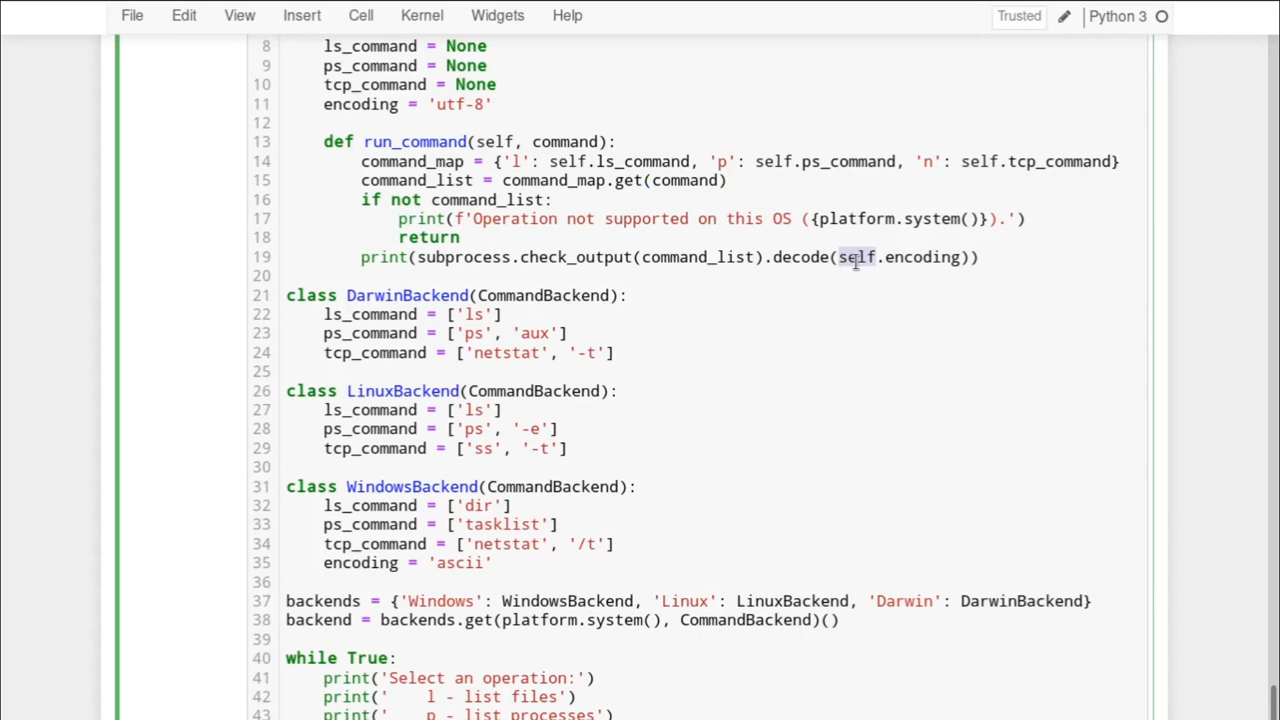 File Edit View Insert Cell Kernel Widgets Help Trusted Python 3
8 ls_command = None
9 ps_command = None
10 tcp_command = None
11 encoding = 'utf-8'
12
13 def run_command(self, command):
14 command_map = {'l': self.ls_command, 'p': self.ps_command, 'n': self.tcp_command}
15 command_list = command_map.get(command)
16 if not command_list:
17 print(f'Operation not supported on this OS ({platform.system()}).')
18 return
19 print(subprocess.check_output(command_list).decode(self.encoding))
20
21 class DarwinBackend(CommandBackend):
22 ls_command = ['ls']
23 ps_command = ['ps', 'aux']
24 tcp_command = ['netstat', '-t']
25
26 class LinuxBackend(CommandBackend):
27 ls_command = ['ls']
28 ps_command = ['ps', '-e']
29 tcp_command = ['ss', '-t']
30
31 class WindowsBackend(CommandBackend):
32 ls_command = ['dir']
33 ps_command = ['tasklist']
34 tcp_command = ['netstat', '/t']
35 encoding = 'ascii'
36
37 backends = {'Windows': WindowsBackend, 'Linux': LinuxBackend, 'Darwin': DarwinBackend}
38 backend = backends.get(platform.system(), CommandBackend)()
39
40 while True:
41 print('Select an operation:')
42 print('    l - list files')
43 print('    p - list processes')